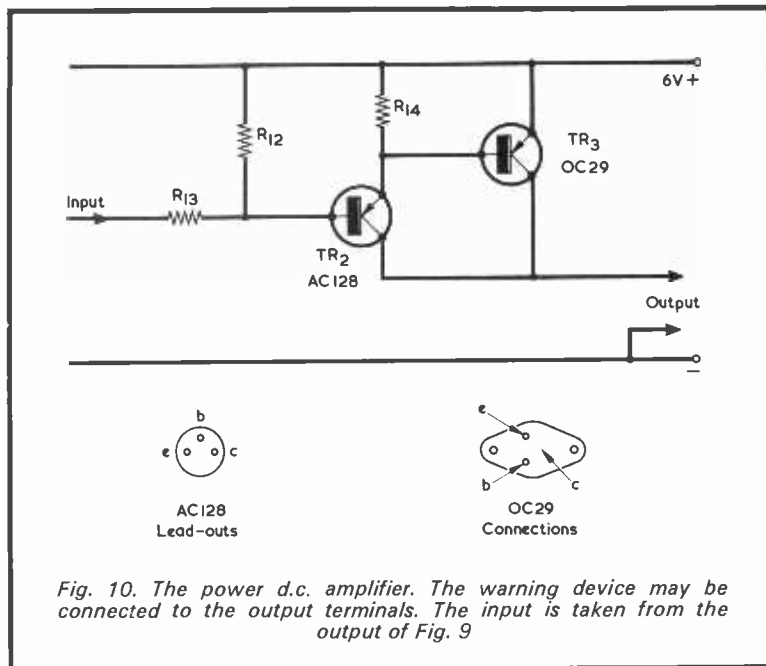 6V+
R12
R14
TR3
OC29
Input
R13
TR2
AC128
Output
−
b
e
c
AC128
Lead-outs
e
b
c
OC29
Connections
Fig. 10. The power d.c. amplifier. The warning device may be
connected to the output terminals. The input is taken from the
output of Fig. 9